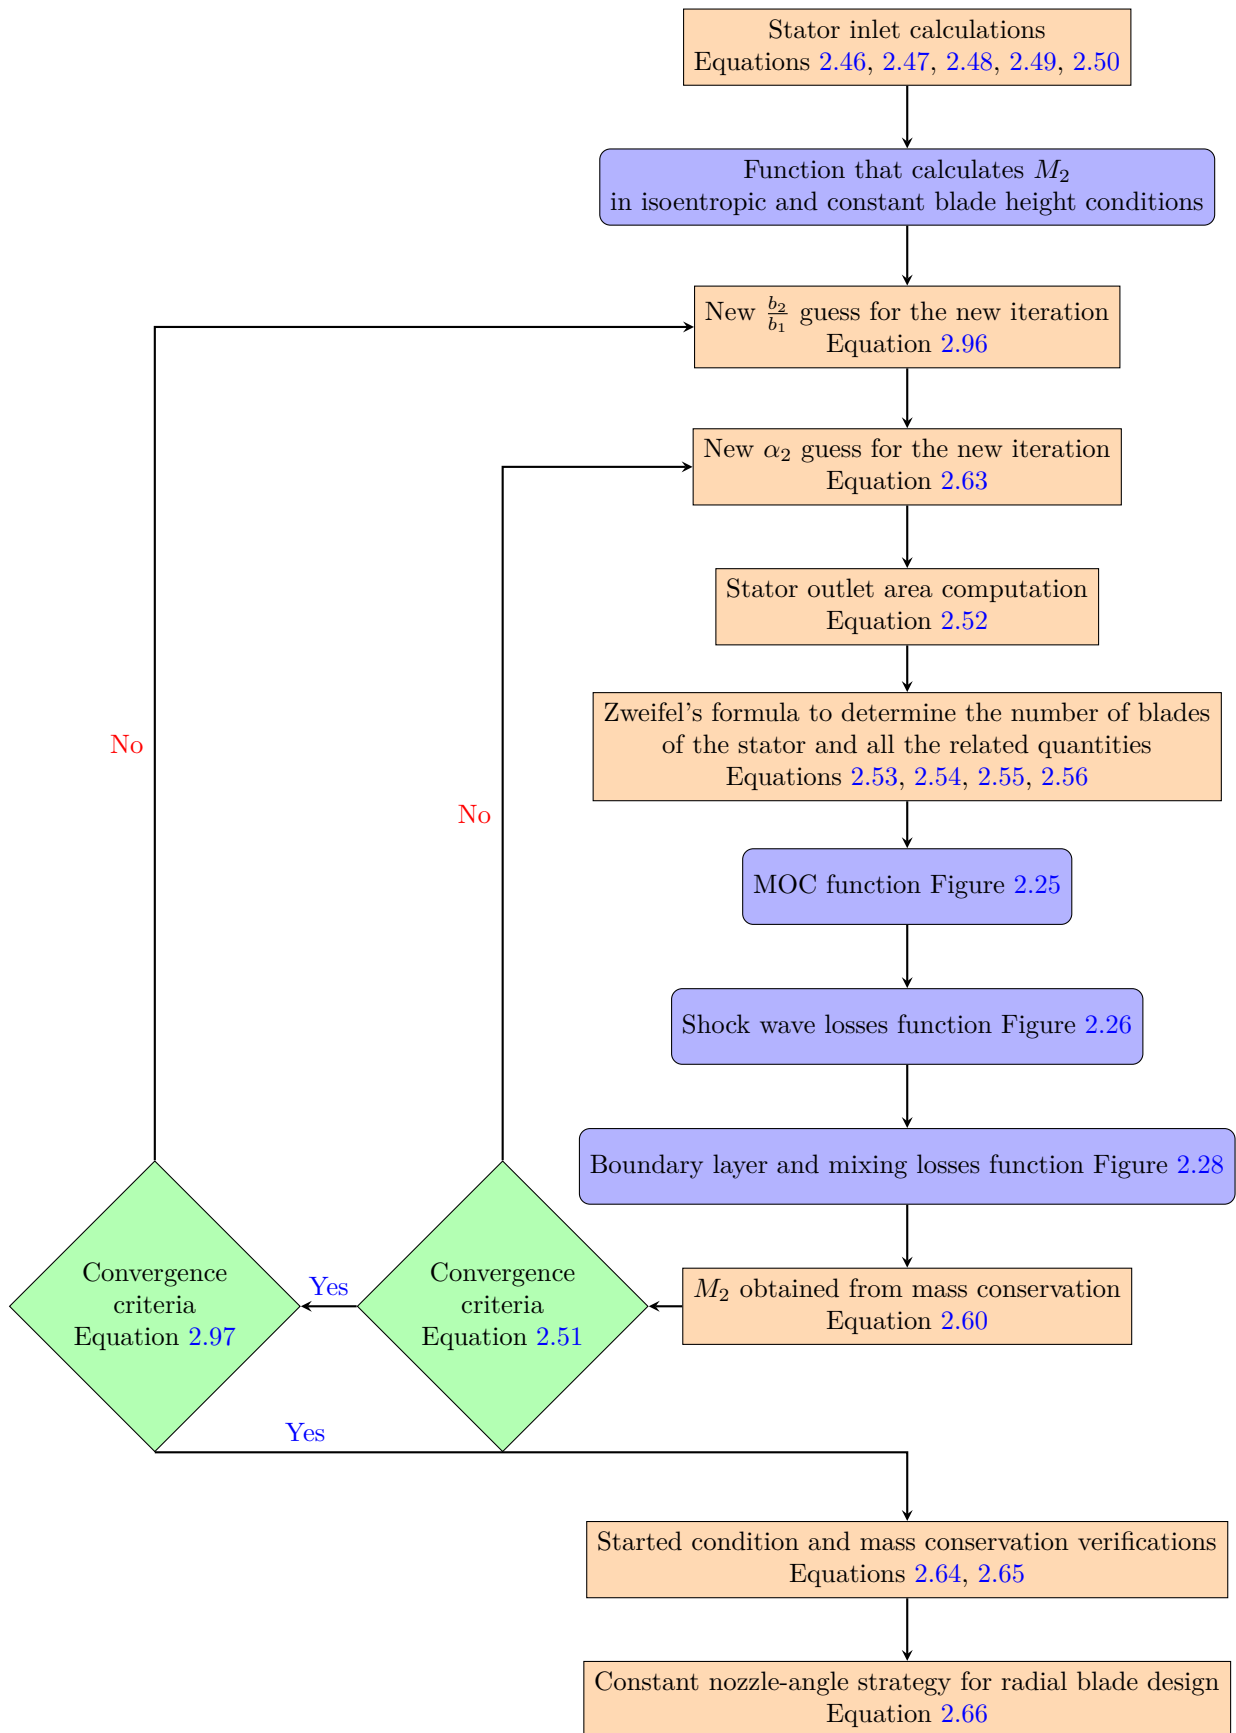 Stator inlet calculations
Equations 2.46, 2.47, 2.48, 2.49, 2.50
Function that calculates $M_2$
in isoentropic and constant blade height conditions
New $\frac{b_2}{b_1}$ guess for the new iteration
Equation 2.96
New $\alpha_2$ guess for the new iteration
Equation 2.63
Stator outlet area computation
Equation 2.52
Zweifel's formula to determine the number of blades
of the stator and all the related quantities
Equations 2.53, 2.54, 2.55, 2.56
No
No
MOC function Figure 2.25
Shock wave losses function Figure 2.26
Boundary layer and mixing losses function Figure 2.28
$M_2$ obtained from mass conservation
Equation 2.60
Convergence
criteria
Equation 2.51
Yes
Convergence
criteria
Equation 2.97
Yes
Started condition and mass conservation verifications
Equations 2.64, 2.65
Constant nozzle-angle strategy for radial blade design
Equation 2.66